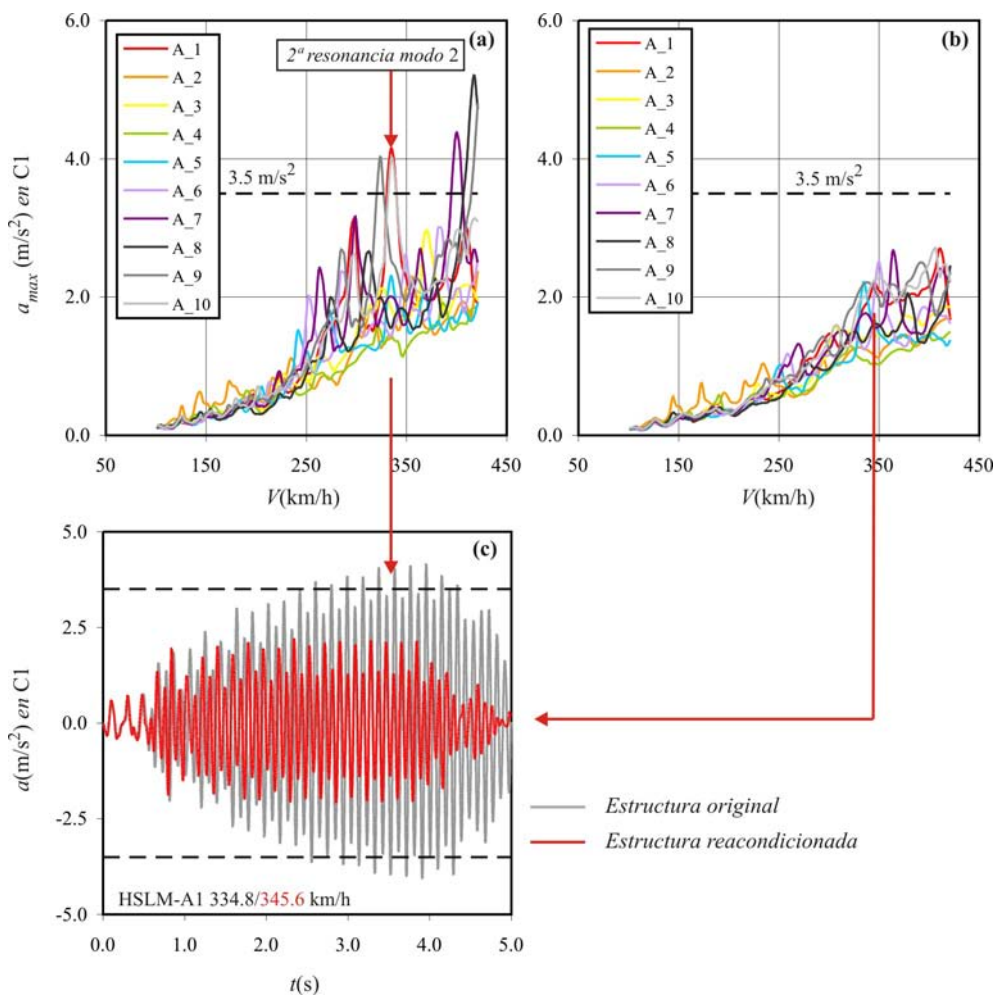 6.0
(a)
A_1
A_2
A_3
A_4
A_5
A_6
A_7
A_8
A_9
A_10
2ª resonancia modo 2
3.5 m/s²
4.0
2.0
0.0
a_max (m/s²) en C1
50
150
250
350
450
V(km/h)
6.0
(b)
A_1
A_2
A_3
A_4
A_5
A_6
A_7
A_8
A_9
A_10
3.5 m/s²
4.0
2.0
0.0
50
150
250
350
450
V(km/h)
5.0
(c)
2.5
0.0
-2.5
-5.0
a(m/s²) en C1
HSLM-A1 334.8/345.6 km/h
0.0
1.0
2.0
3.0
4.0
5.0
t(s)
Estructura original
Estructura reacondicionada